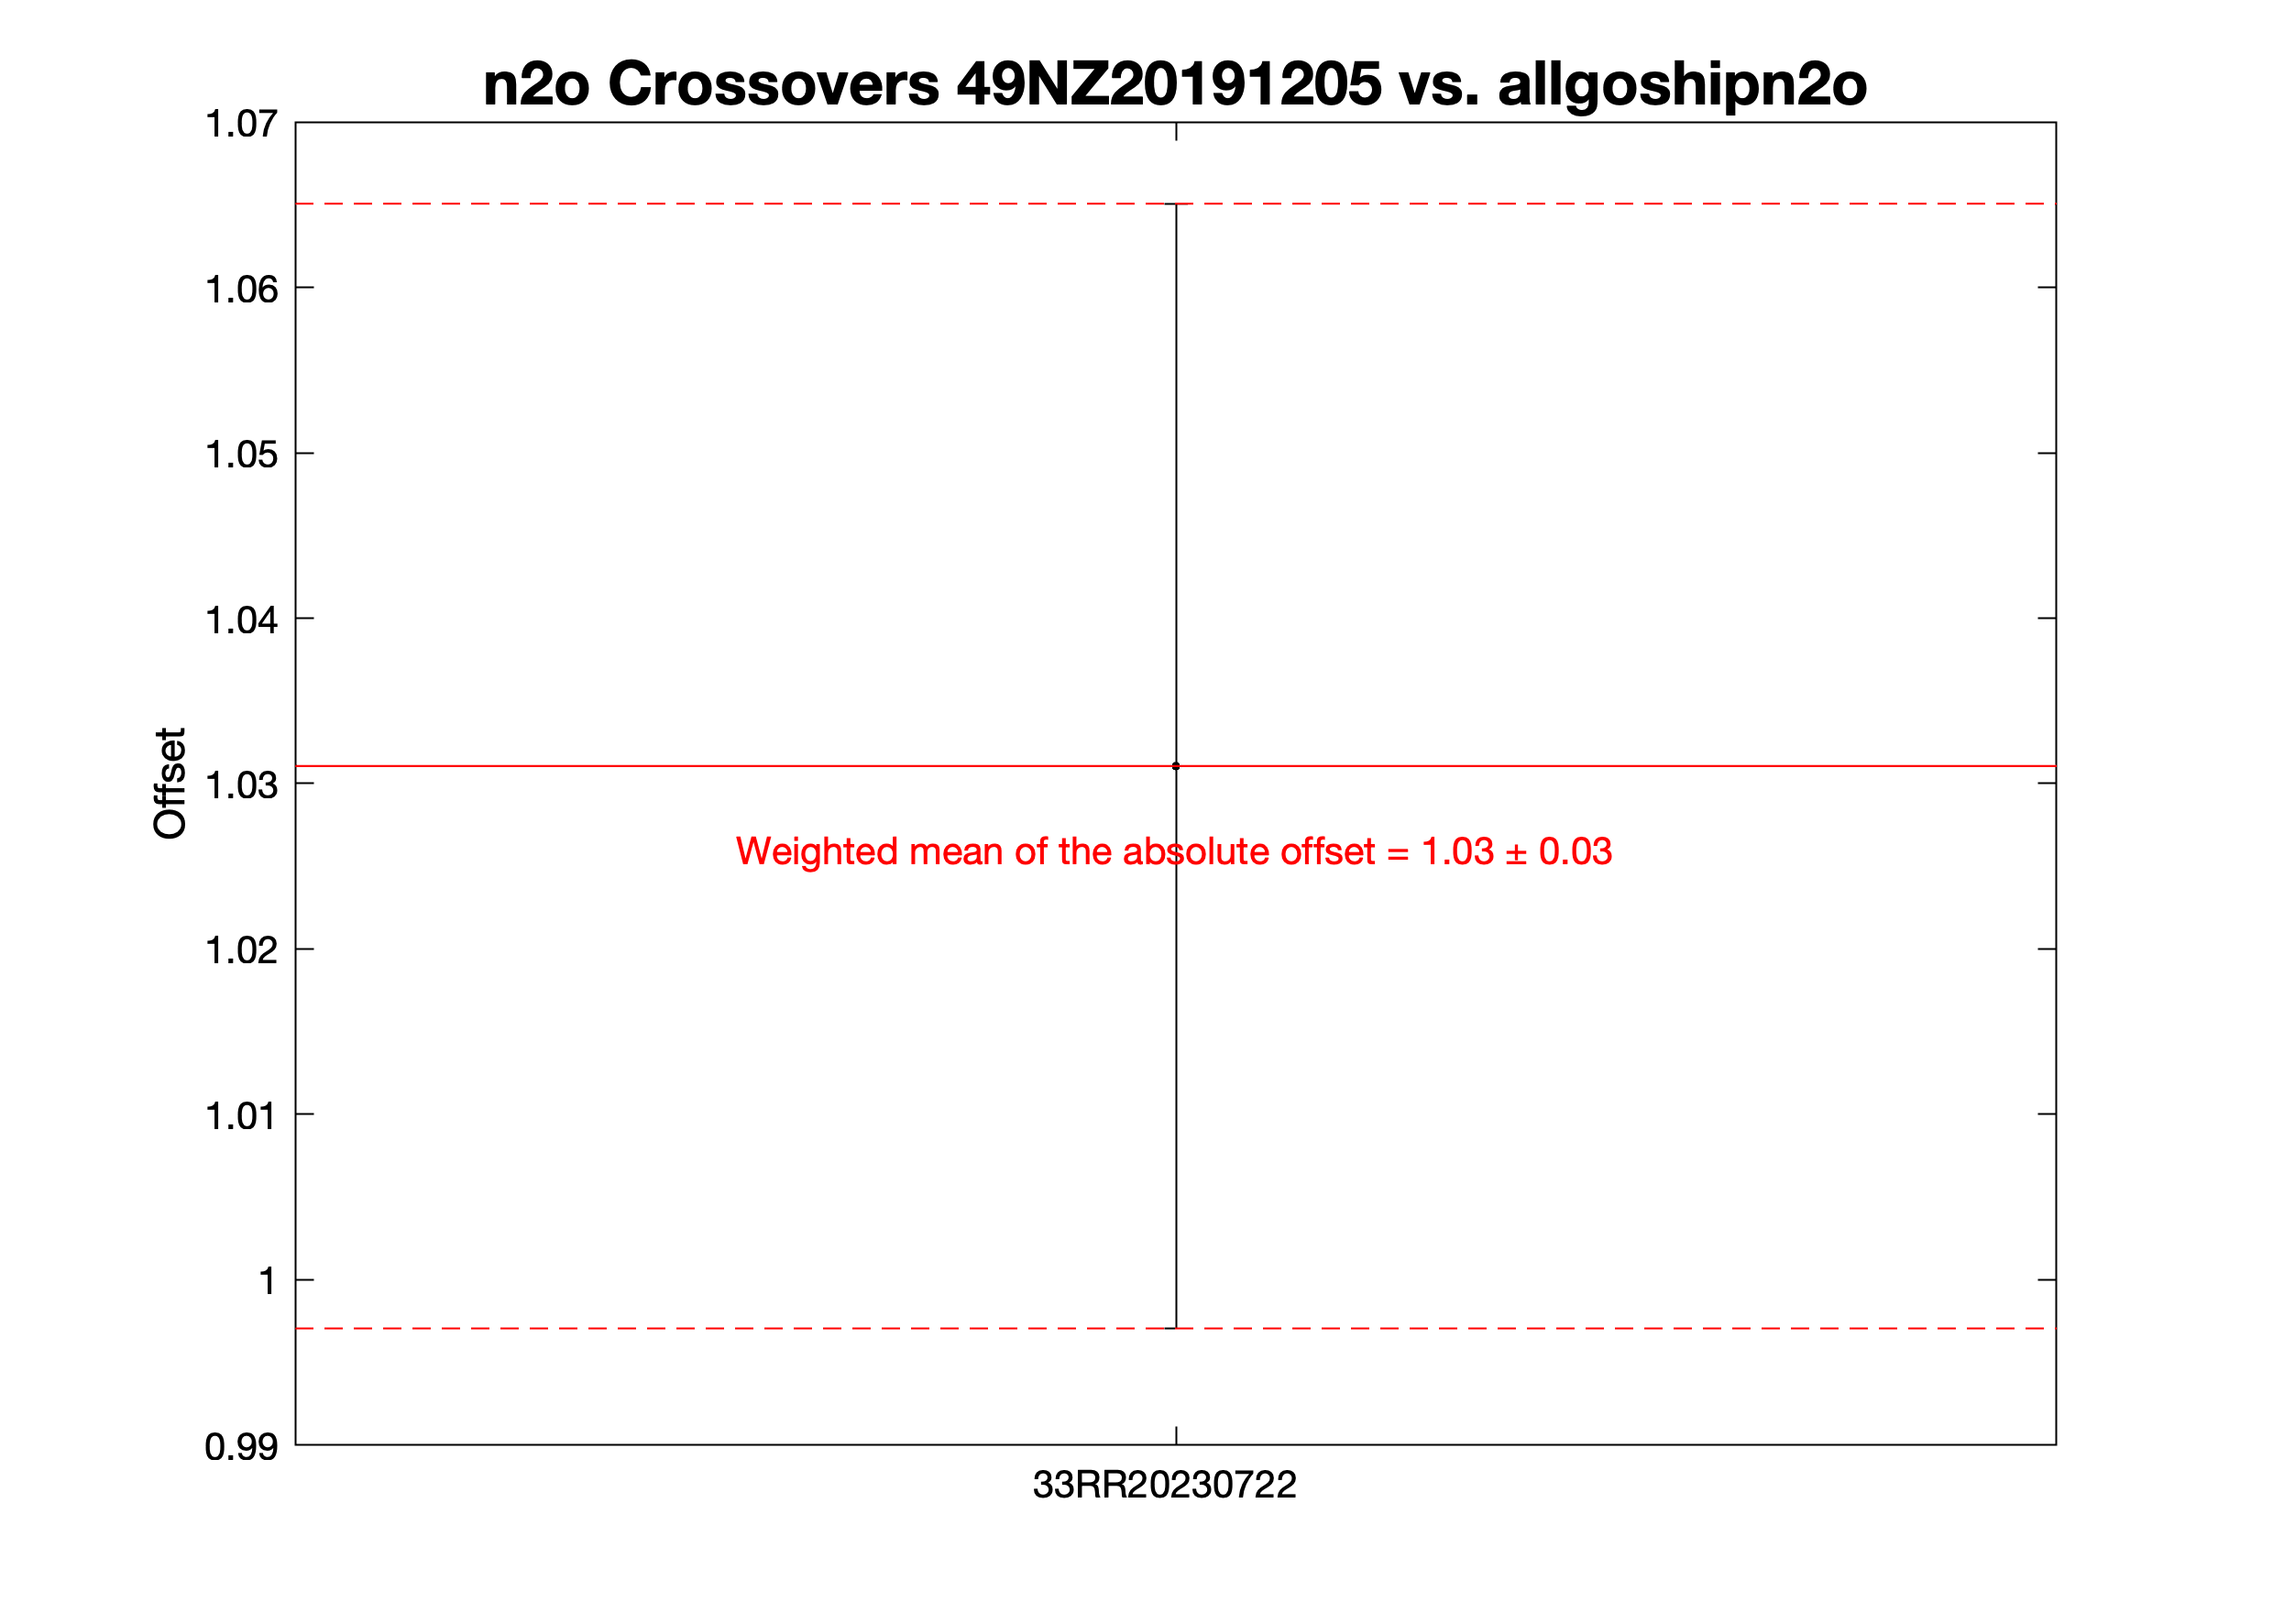 n2o Crossovers 49NZ20191205 vs. allgoshipn2o
1.07
1.06
1.05
1.04
1.03
1.02
1.01
1
0.99
Offset
Weighted mean of the absolute offset = 1.03 ± 0.03
33RR20230722